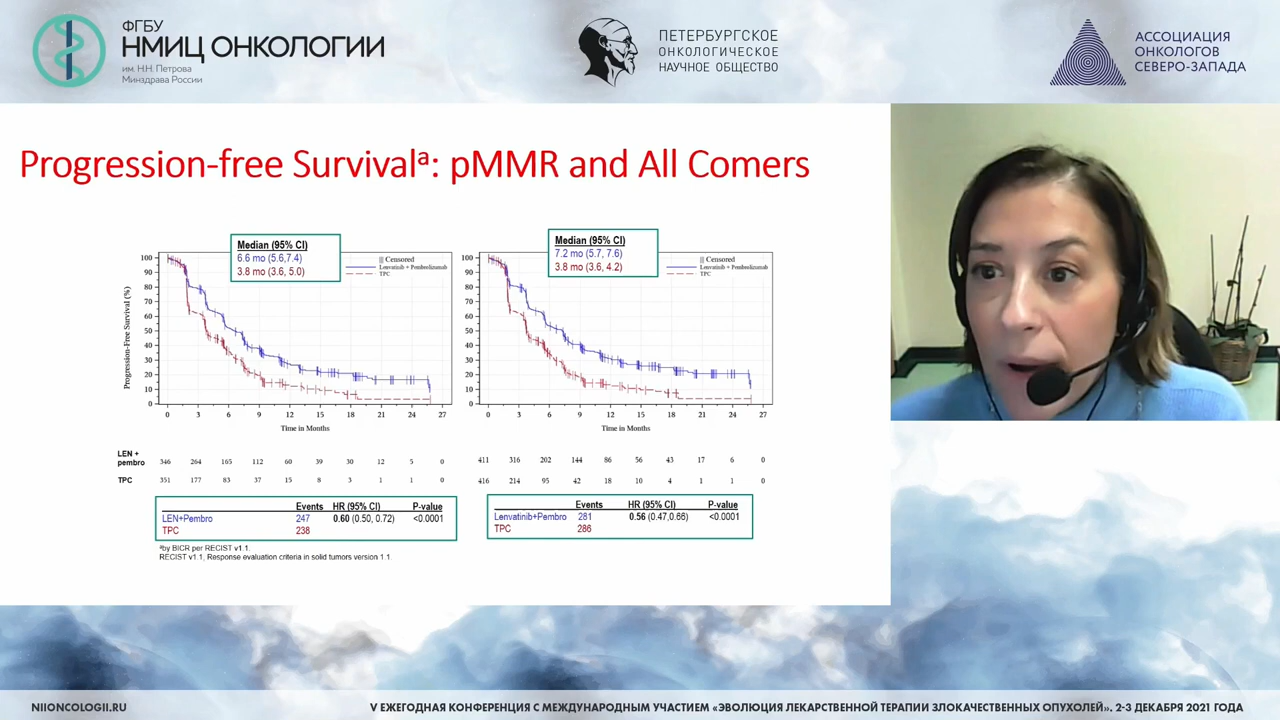 ФГБУ
НМИЦ ОНКОЛОГИИ
им. Н.Н. Петрова
Минздрава России
ПЕТЕРБУРГСКОЕ
ОНКОЛОГИЧЕСКОЕ
НАУЧНОЕ ОБЩЕСТВО
АССОЦИАЦИЯ
ОНКОЛОГОВ
СЕВЕРО-ЗАПАДА
Progression-free Survivalᵃ: pMMR and All Comers
Median (95% CI)
6.6 mo (5.6,7.4)
3.8 mo (3.6, 5.0)
||| Censored
Lenvatinib + Pembrolizumab
TPC
Progression-Free Survival (%)
100
90
80
70
60
50
40
30
20
10
0
0 3 6 9 12 15 18 21 24 27
Time in Months
Median (95% CI)
7.2 mo (5.7, 7.6)
3.8 mo (3.6, 4.2)
||| Censored
Lenvatinib + Pembrolizumab
TPC
100
90
80
70
60
50
40
30
20
10
0
0 3 6 9 12 15 18 21 24 27
Time in Months
LEN +
pembro 346 264 165 112 60 39 30 12 5 0 411 316 202 144 86 56 43 17 6 0
TPC 351 177 83 37 15 8 3 1 1 0 416 214 95 42 18 10 4 1 1 0
Events HR (95% CI) P-value
LEN+Pembro 247 0.60 (0.50, 0.72) <0.0001
TPC 238
Events HR (95% CI) P-value
Lenvatinib+Pembro 281 0.56 (0.47,0.66) <0.0001
TPC 286
ᵃby BICR per RECIST v1.1.
RECIST v1.1, Response evaluation criteria in solid tumors version 1.1.
NIIONCOLOGII.RU
V ЕЖЕГОДНАЯ КОНФЕРЕНЦИЯ С МЕЖДУНАРОДНЫМ УЧАСТИЕМ «ЭВОЛЮЦИЯ ЛЕКАРСТВЕННОЙ ТЕРАПИИ ЗЛОКАЧЕСТВЕННЫХ ОПУХОЛЕЙ». 2-3 ДЕКАБРЯ 2021 ГОДА